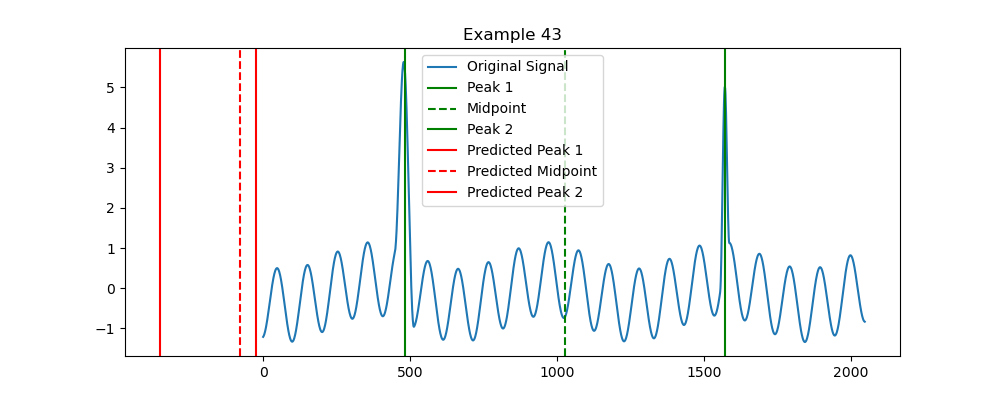 Example 43
Original Signal
Peak 1
Midpoint
Peak 2
Predicted Peak 1
Predicted Midpoint
Predicted Peak 2
5
4
3
2
1
0
−1
0 500 1000 1500 2000